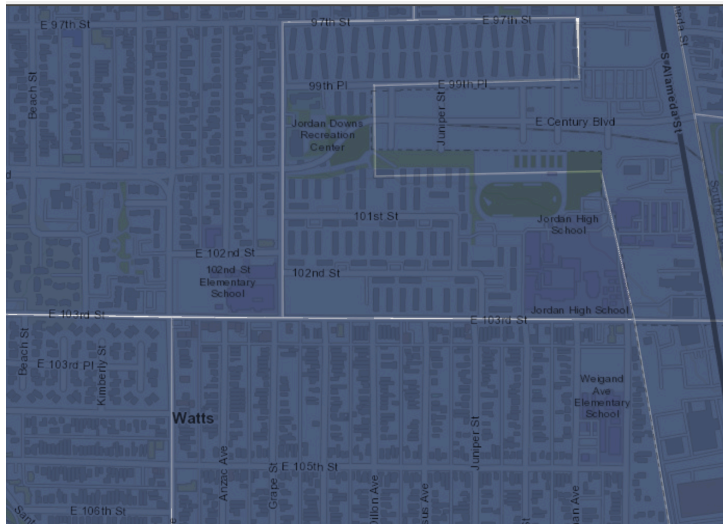 E 97th St
97th St
E 97th St
Beach St
99th Pl
E 99th Pl
Juniper St
S Alameda St
Jordan Downs
Recreation
Center
E Century Blvd
101st St
Jordan High
School
E 102nd St
102nd St
Elementary
School
102nd St
Jordan High School
E 103rd St
E 103rd St
Beach St
E 103rd Pl
Kimberly St
Weigand
Ave
Elementary
School
Watts
Anzac Ave
Grape St
E 105th St
Juniper St
Dillon Ave
E 106th St